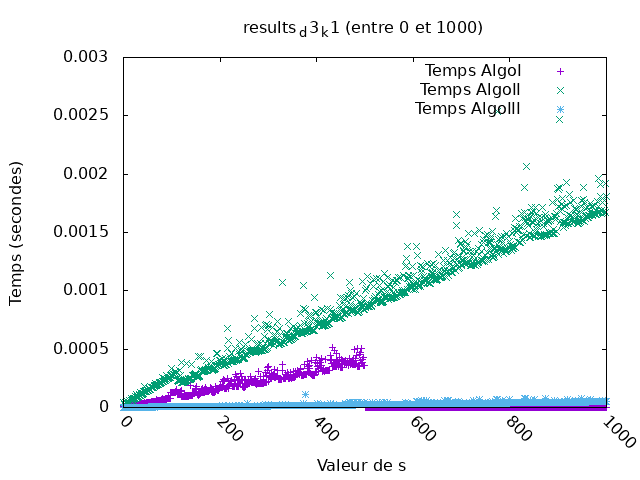 results_d3_k1 (entre 0 et 1000)
Temps AlgoI
Temps AlgoII
Temps AlgoIII
0.003
0.0025
0.002
0.0015
0.001
0.0005
0
Temps (secondes)
0 200 400 600 800 1000
Valeur de s